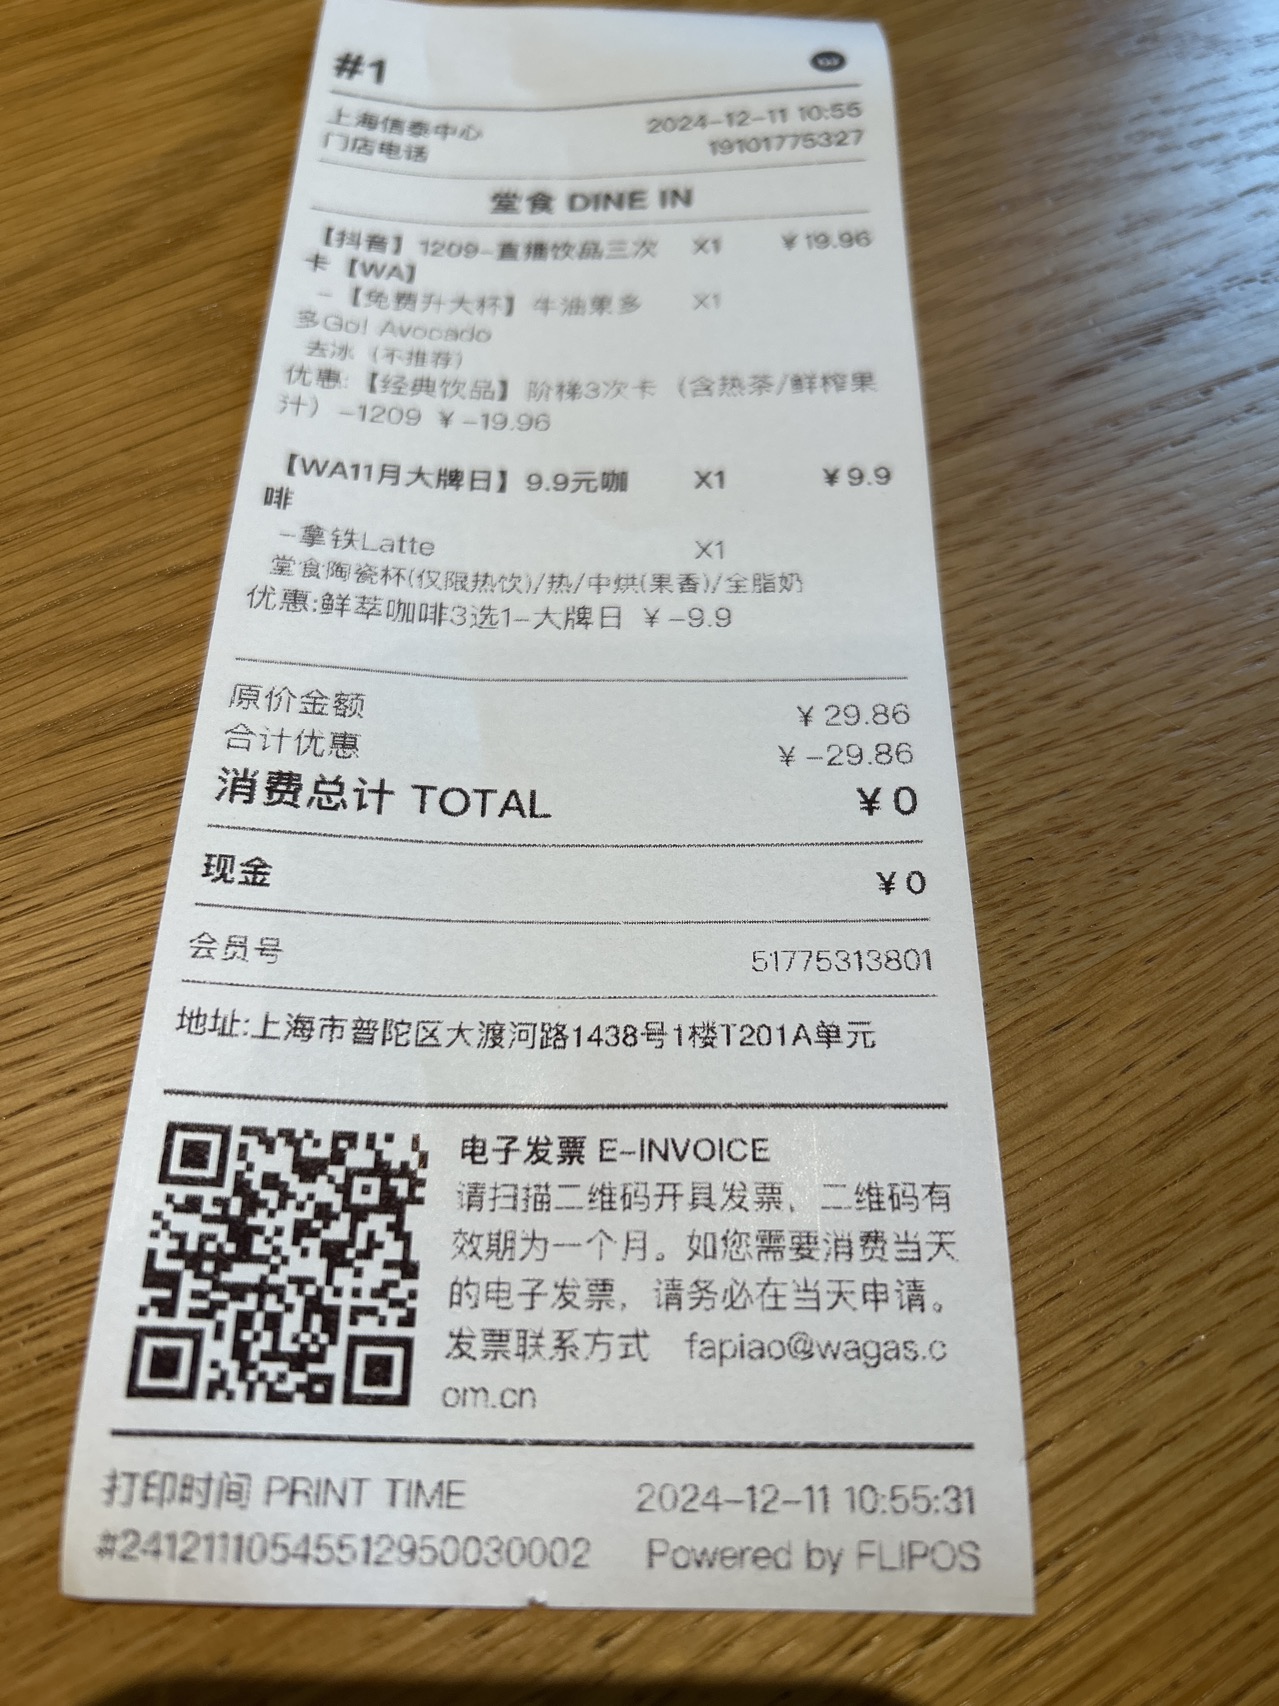 #1
上海信泰中心 2024-12-11 10:55
门店电话 19101775327
堂食 DINE IN
【抖音】1209-直播饮品三次 X1 ¥19.96
卡【WA】
-【免费升大杯】牛油果多 X1
多Go! Avocado
去冰（不推荐）
优惠:【经典饮品】阶梯3次卡（含热茶/鲜榨果
汁）-1209 ¥-19.96
【WA11月大牌日】9.9元咖 X1 ¥9.9
啡
-拿铁Latte X1
堂食陶瓷杯(仅限热饮)/热/中烘(果香)/全脂奶
优惠:鲜萃咖啡3选1-大牌日 ¥-9.9
原价金额 ¥29.86
合计优惠 ¥-29.86
消费总计 TOTAL ¥0
现金 ¥0
会员号 51775313801
地址:上海市普陀区大渡河路1438号1楼T201A单元
电子发票 E-INVOICE
请扫描二维码开具发票，二维码有
效期为一个月。如您需要消费当天
的电子发票，请务必在当天申请。
发票联系方式 fapiao@wagas.c
om.cn
打印时间 PRINT TIME 2024-12-11 10:55:31
#24121110545512950030002 Powered by FLIPOS